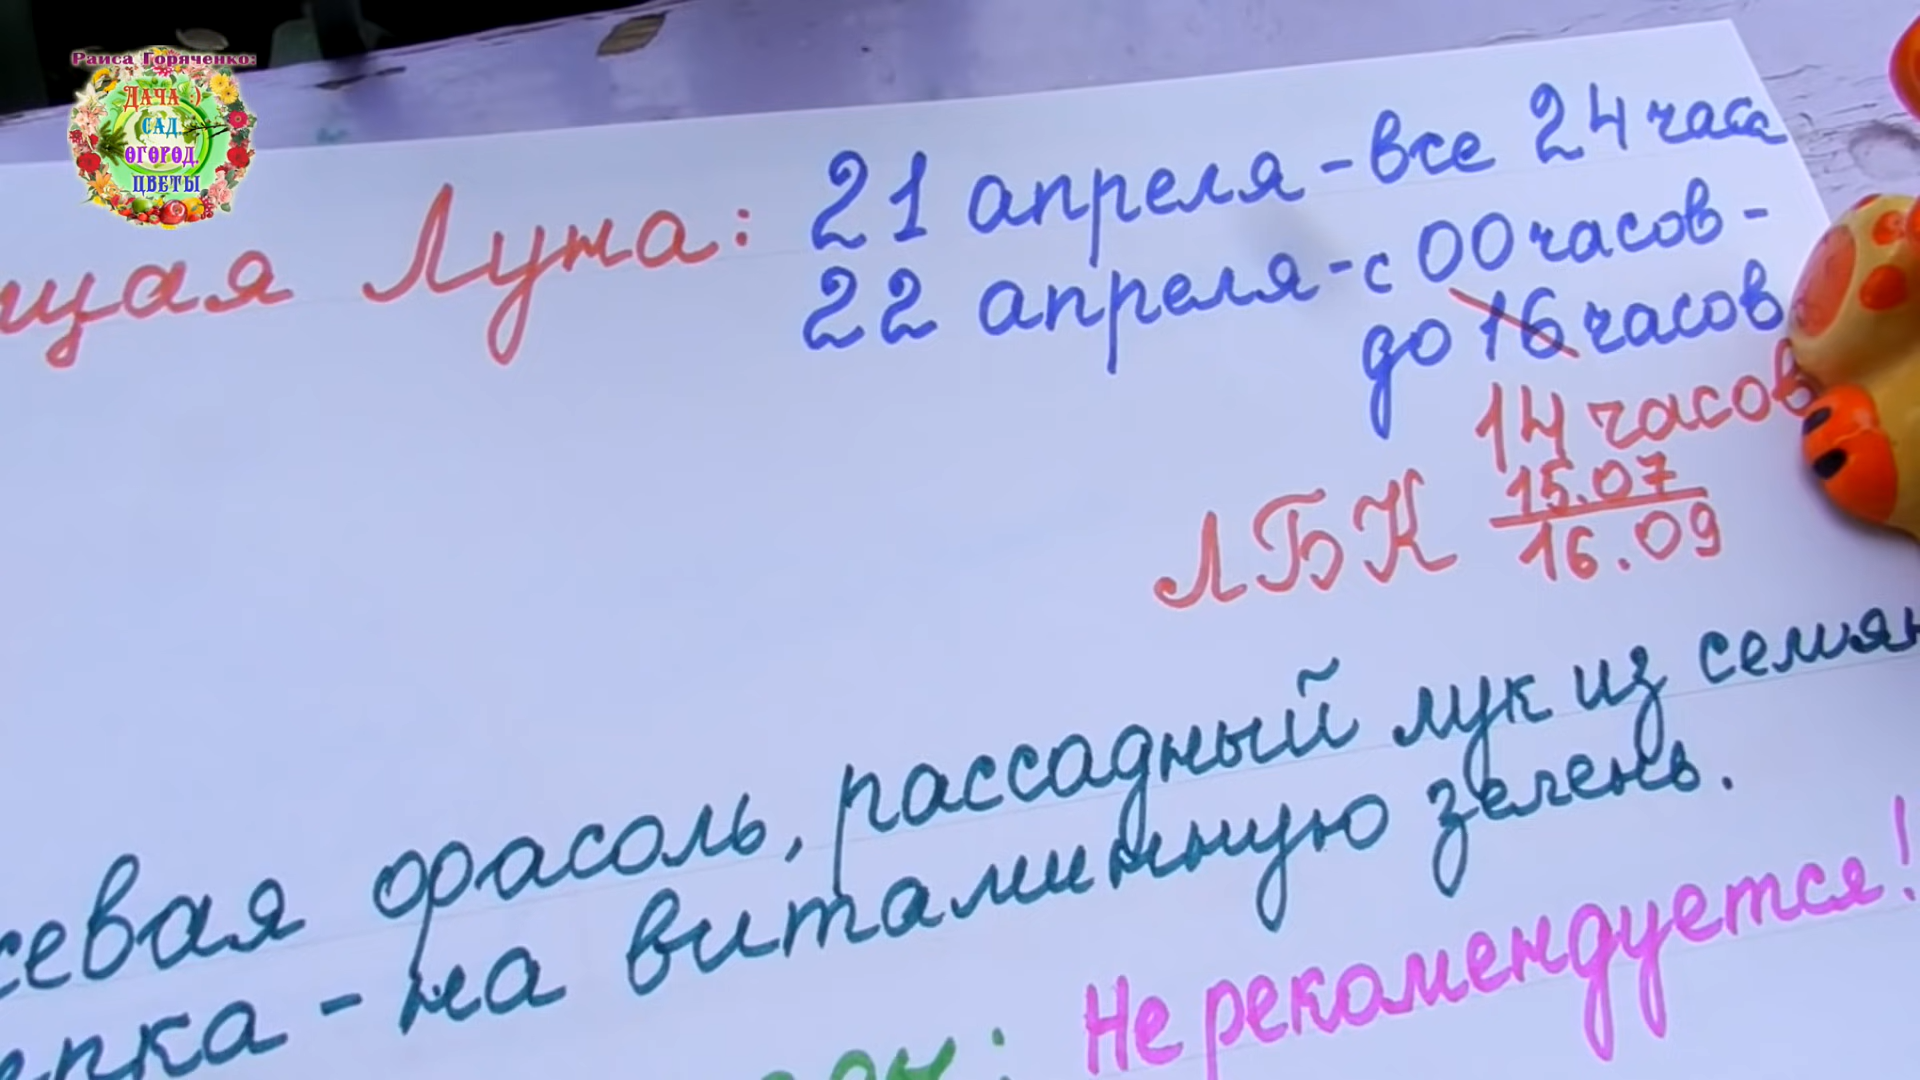 Раиса Горяченко:
Дача :)
сад,
огород,
цветы
щая Луна: 21 апреля - все 24 часа
22 апреля - с 00 часов -
до 16 часов
14 часов
ЛБК 15.07
16.09
севая фасоль, рассадный лук из семян
епка - на витаминную зелень.
Не рекомендуется!